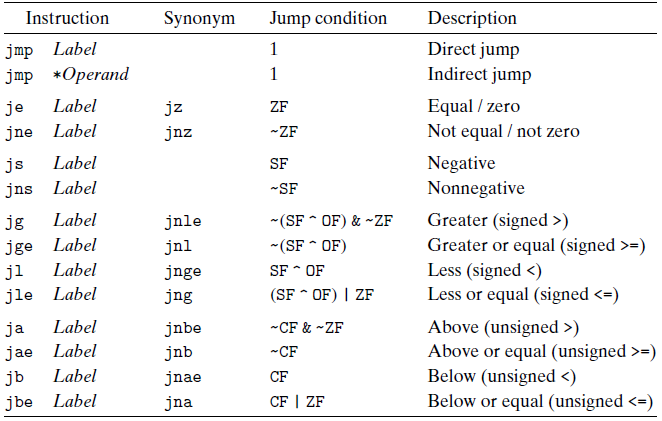 Instruction Synonym Jump condition Description
jmp Label 1 Direct jump
jmp *Operand 1 Indirect jump
je Label jz ZF Equal / zero
jne Label jnz ~ZF Not equal / not zero
js Label SF Negative
jns Label ~SF Nonnegative
jg Label jnle ~(SF ^ OF) & ~ZF Greater (signed >)
jge Label jnl ~(SF ^ OF) Greater or equal (signed >=)
jl Label jnge SF ^ OF Less (signed <)
jle Label jng (SF ^ OF) | ZF Less or equal (signed <=)
ja Label jnbe ~CF & ~ZF Above (unsigned >)
jae Label jnb ~CF Above or equal (unsigned >=)
jb Label jnae CF Below (unsigned <)
jbe Label jna CF | ZF Below or equal (unsigned <=)